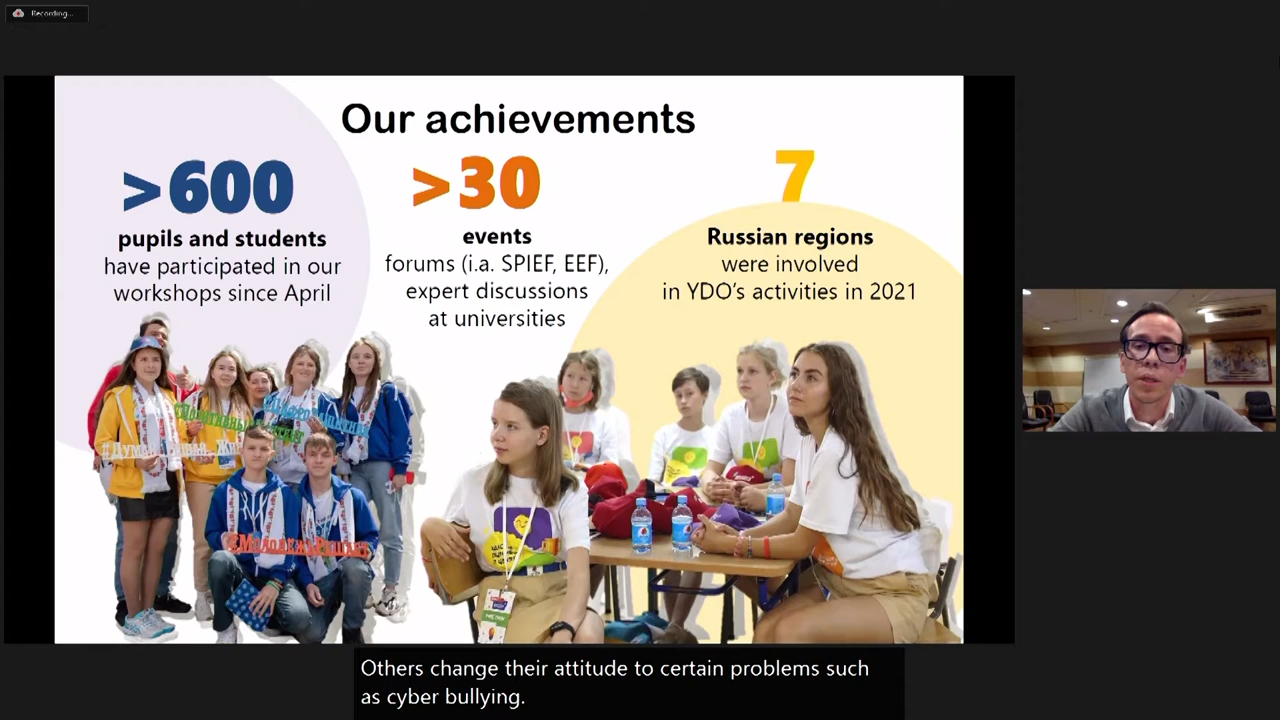 Recording...
Our achievements
>600
pupils and students
have participated in our
workshops since April
>30
events
forums (i.a. SPIEF, EEF),
expert discussions
at universities
7
Russian regions
were involved
in YDO's activities in 2021
#МолодежьРешает
Others change their attitude to certain problems such
as cyber bullying.